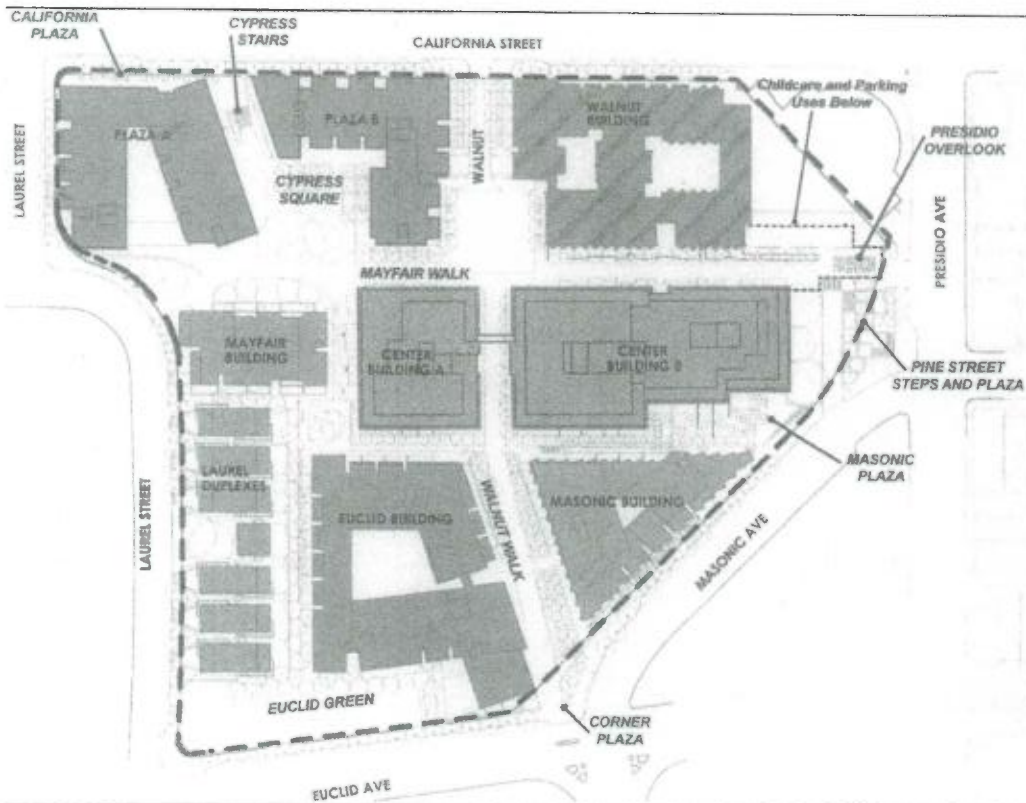 CALIFORNIA
PLAZA
CYPRESS
STAIRS
CALIFORNIA STREET
Childcare and Parking
Uses Below
PRESIDIO
OVERLOOK
LAUREL STREET
PLAZA A
PLAZA B
WALNUT
WALNUT
BUILDING
CYPRESS
SQUARE
PRESIDIO AVE
MAYFAIR WALK
MAYFAIR
BUILDING
CENTER
BUILDING A
CENTER
BUILDING B
PINE STREET
STEPS AND PLAZA
MASONIC
PLAZA
LAUREL
DUPLEXES
LAUREL STREET
EUCLID BUILDING
WALNUT WALK
MASONIC BUILDING
MASONIC AVE
EUCLID GREEN
CORNER
PLAZA
EUCLID AVE